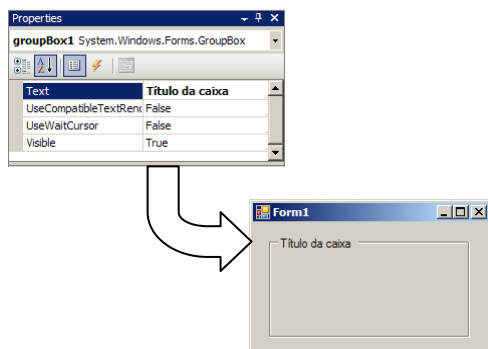 Properties
groupBox1 System.Windows.Forms.GroupBox
Text Título da caixa
UseCompatibleTextRend False
UseWaitCursor False
Visible True
Form1
Título da caixa